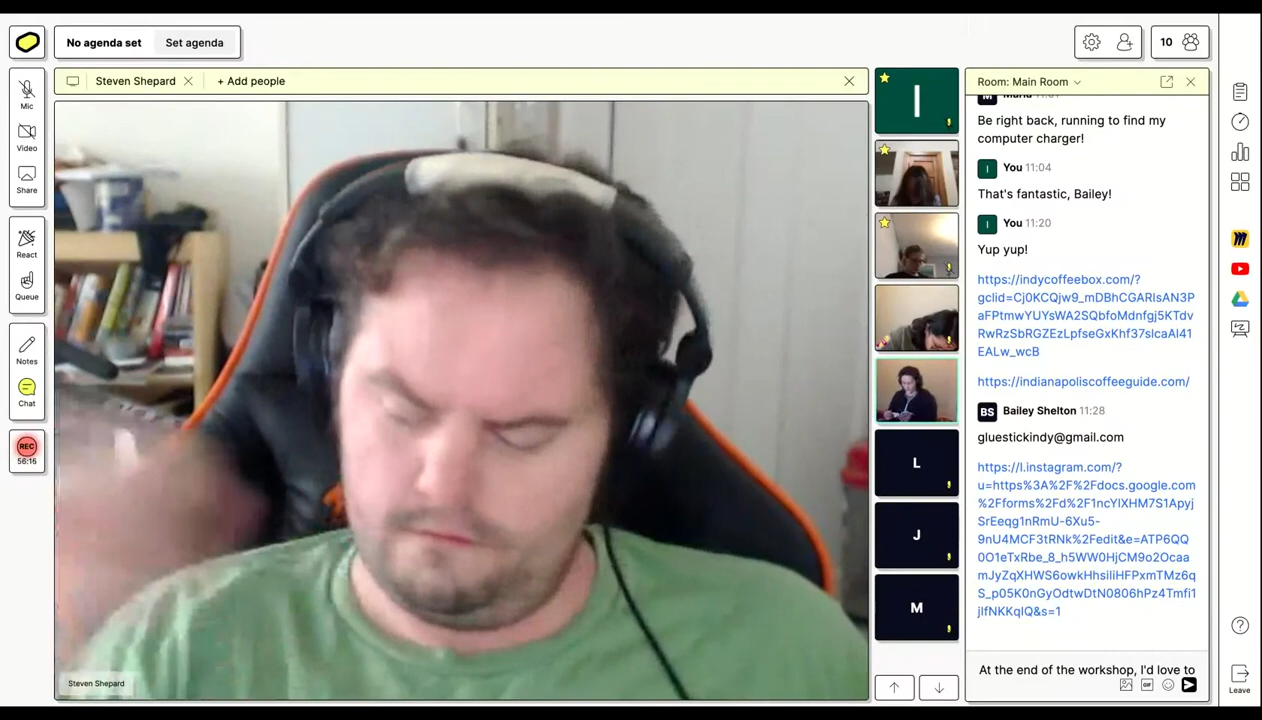 No agenda set
Set agenda
10
Steven Shepard
+ Add people
Mic
Video
Share
React
Queue
Notes
Chat
REC
56:16
Steven Shepard
I
L
J
M
Room: Main Room
Be right back, running to find my
computer charger!
I
You 11:04
That's fantastic, Bailey!
I
You 11:20
Yup yup!
https://indycoffeebox.com/?
gclid=Cj0KCQjw9_mDBhCGARIsAN3P
aFPtmwYUYsWA2SQbfoMdnfgj5KTdv
RwRzSbRGZEzLpfseGxKhf37slcaAl41
EALw_wcB
https://indianapoliscoffeeguide.com/
BS
Bailey Shelton 11:28
gluestickindy@gmail.com
https://l.instagram.com/?
u=https%3A%2F%2Fdocs.google.com
%2Fforms%2Fd%2F1ncYIXHM7S1Apyj
SrEeqg1nRmU-6Xu5-
9nU4MCF3tRNk%2Fedit&e=ATP6QQ
0O1eTxRbe_8_h5WW0HjCM9o2Ocaa
mJyZqXHWS6owkHhsiliHFPxmTMz6q
S_p05K0nGyOdtwDtN0806hPz4Tmfi1
jIfNKKqIQ&s=1
At the end of the workshop, I'd love to
GIF
Leave